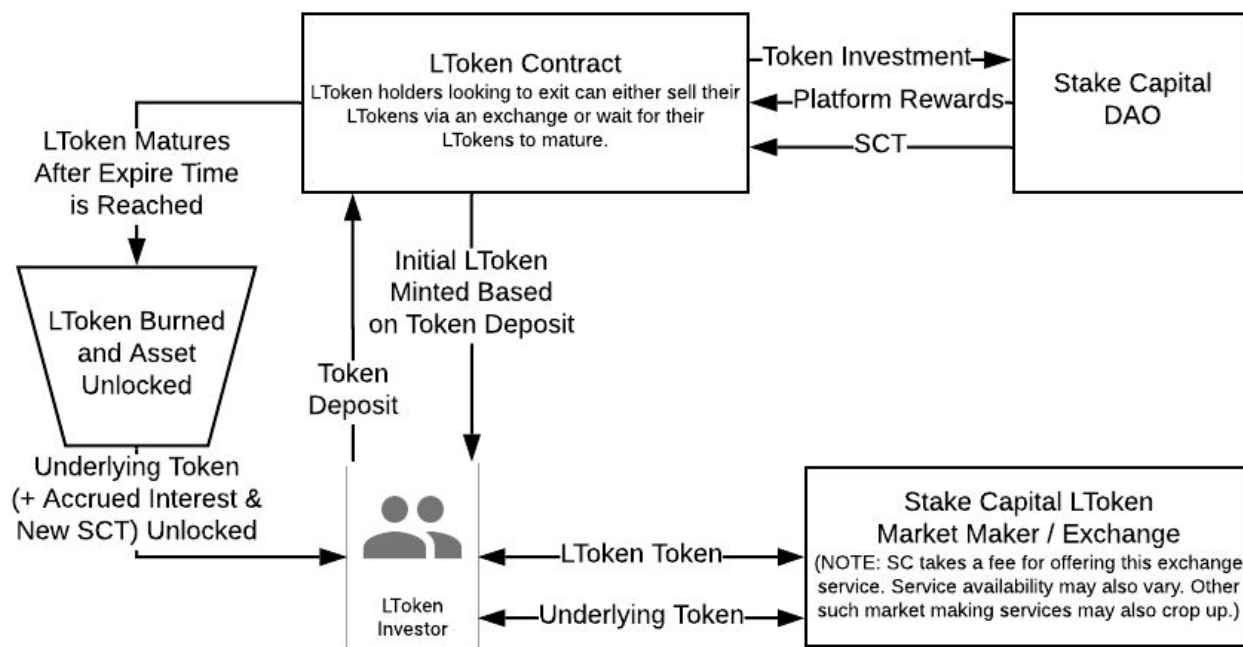 LToken Contract
LToken holders looking to exit can either sell their
LTokens via an exchange or wait for their
LTokens to mature.
Token Investment
Platform Rewards
SCT
Stake Capital
DAO
LToken Matures
After Expire Time
is Reached
LToken Burned
and Asset
Unlocked
Initial LToken
Minted Based
on Token Deposit
Token
Deposit
Underlying Token
(+ Accrued Interest &
New SCT) Unlocked
LToken
Investor
LToken Token
Underlying Token
Stake Capital LToken
Market Maker / Exchange
(NOTE: SC takes a fee for offering this exchange
service. Service availability may also vary. Other
such market making services may also crop up.)